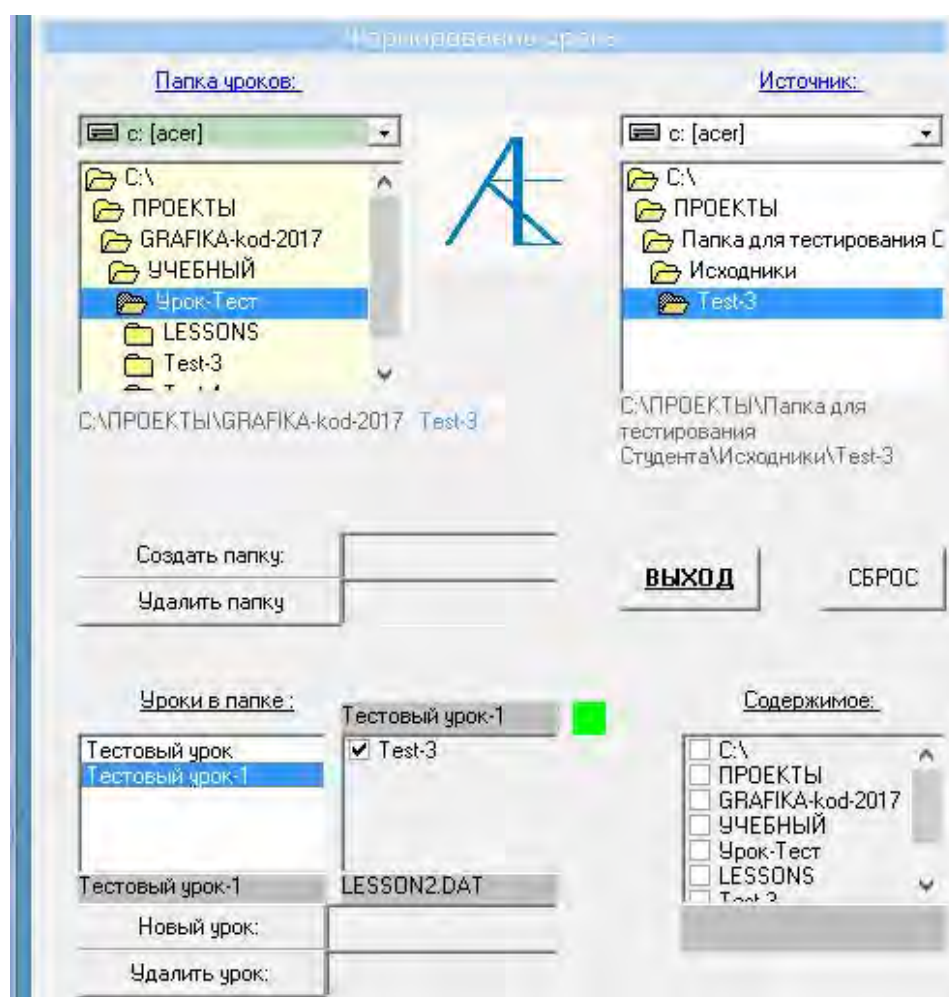 Формирование урока
Папка уроков:
Источник:
c: [acer]
c: [acer]
C:\
ПРОЕКТЫ
GRAFIKA-kod-2017
УЧЕБНЫЙ
Урок-Тест
LESSONS
Test-3
C:\
ПРОЕКТЫ
Папка для тестирования С
Исходники
Test-3
C:\ПРОЕКТЫ\GRAFIKA-kod-2017 Test-3
C:\ПРОЕКТЫ\Папка для
тестирования
Студента\Исходники\Test-3
Создать папку:
Удалить папку
ВЫХОД
СБРОС
Уроки в папке :
Тестовый урок-1
Содержимое:
Тестовый урок
Тестовый урок-1
Test-3
C:\
ПРОЕКТЫ
GRAFIKA-kod-2017
УЧЕБНЫЙ
Урок-Тест
LESSONS
Тестовый урок-1
LESSON2.DAT
Новый урок:
Удалить урок: